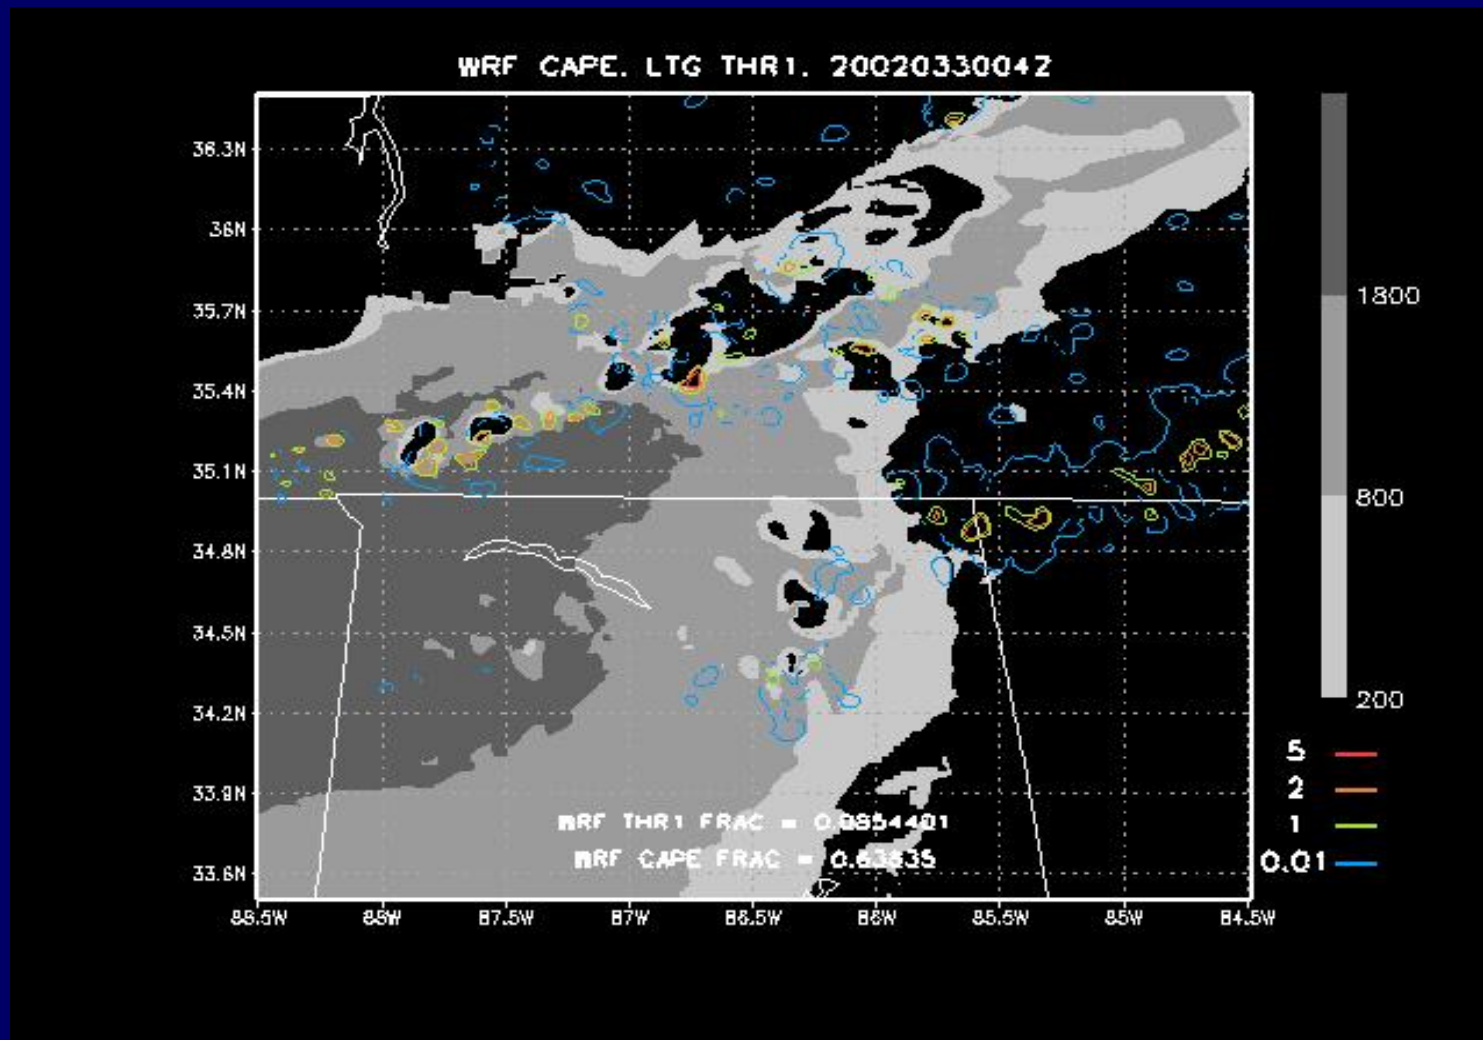 WRF CAPE, LTG THR1, 2002033004Z
36.3N
36N
35.7N
35.4N
35.1N
34.8N
34.5N
34.2N
33.9N
33.6N
88.5W
88W
87.5W
87W
86.5W
86W
85.5W
85W
84.5W
WRF THR1 FRAC = 0.0854401
WRF CAPE FRAC = 0.63635
1800
800
200
5
2
1
0.01